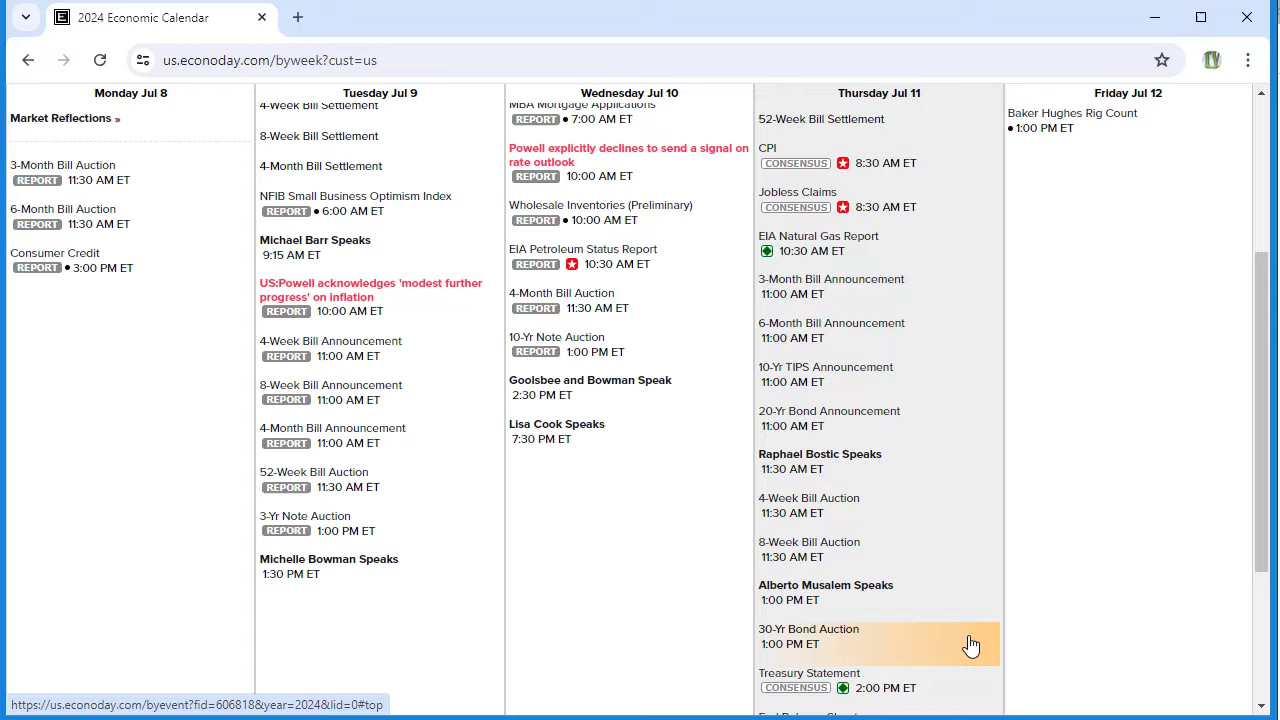 2024 Economic Calendar
us.econoday.com/byweek?cust=us
Monday Jul 8
Market Reflections »
3-Month Bill Auction
REPORT 11:30 AM ET
6-Month Bill Auction
REPORT 11:30 AM ET
Consumer Credit
REPORT • 3:00 PM ET
Tuesday Jul 9
4-Week Bill Settlement
8-Week Bill Settlement
4-Month Bill Settlement
NFIB Small Business Optimism Index
REPORT • 6:00 AM ET
Michael Barr Speaks
9:15 AM ET
US:Powell acknowledges 'modest further
progress' on inflation
REPORT 10:00 AM ET
4-Week Bill Announcement
REPORT 11:00 AM ET
8-Week Bill Announcement
REPORT 11:00 AM ET
4-Month Bill Announcement
REPORT 11:00 AM ET
52-Week Bill Auction
REPORT 11:30 AM ET
3-Yr Note Auction
REPORT 1:00 PM ET
Michelle Bowman Speaks
1:30 PM ET
Wednesday Jul 10
MBA Mortgage Applications
REPORT • 7:00 AM ET
Powell explicitly declines to send a signal on
rate outlook
REPORT 10:00 AM ET
Wholesale Inventories (Preliminary)
REPORT • 10:00 AM ET
EIA Petroleum Status Report
REPORT 10:30 AM ET
4-Month Bill Auction
REPORT 11:30 AM ET
10-Yr Note Auction
REPORT 1:00 PM ET
Goolsbee and Bowman Speak
2:30 PM ET
Lisa Cook Speaks
7:30 PM ET
Thursday Jul 11
52-Week Bill Settlement
CPI
CONSENSUS 8:30 AM ET
Jobless Claims
CONSENSUS 8:30 AM ET
EIA Natural Gas Report
10:30 AM ET
3-Month Bill Announcement
11:00 AM ET
6-Month Bill Announcement
11:00 AM ET
10-Yr TIPS Announcement
11:00 AM ET
20-Yr Bond Announcement
11:00 AM ET
Raphael Bostic Speaks
11:30 AM ET
4-Week Bill Auction
11:30 AM ET
8-Week Bill Auction
11:30 AM ET
Alberto Musalem Speaks
1:00 PM ET
30-Yr Bond Auction
1:00 PM ET
Treasury Statement
CONSENSUS 2:00 PM ET
Friday Jul 12
Baker Hughes Rig Count
• 1:00 PM ET
https://us.econoday.com/byevent?fid=606818&year=2024&lid=0#top